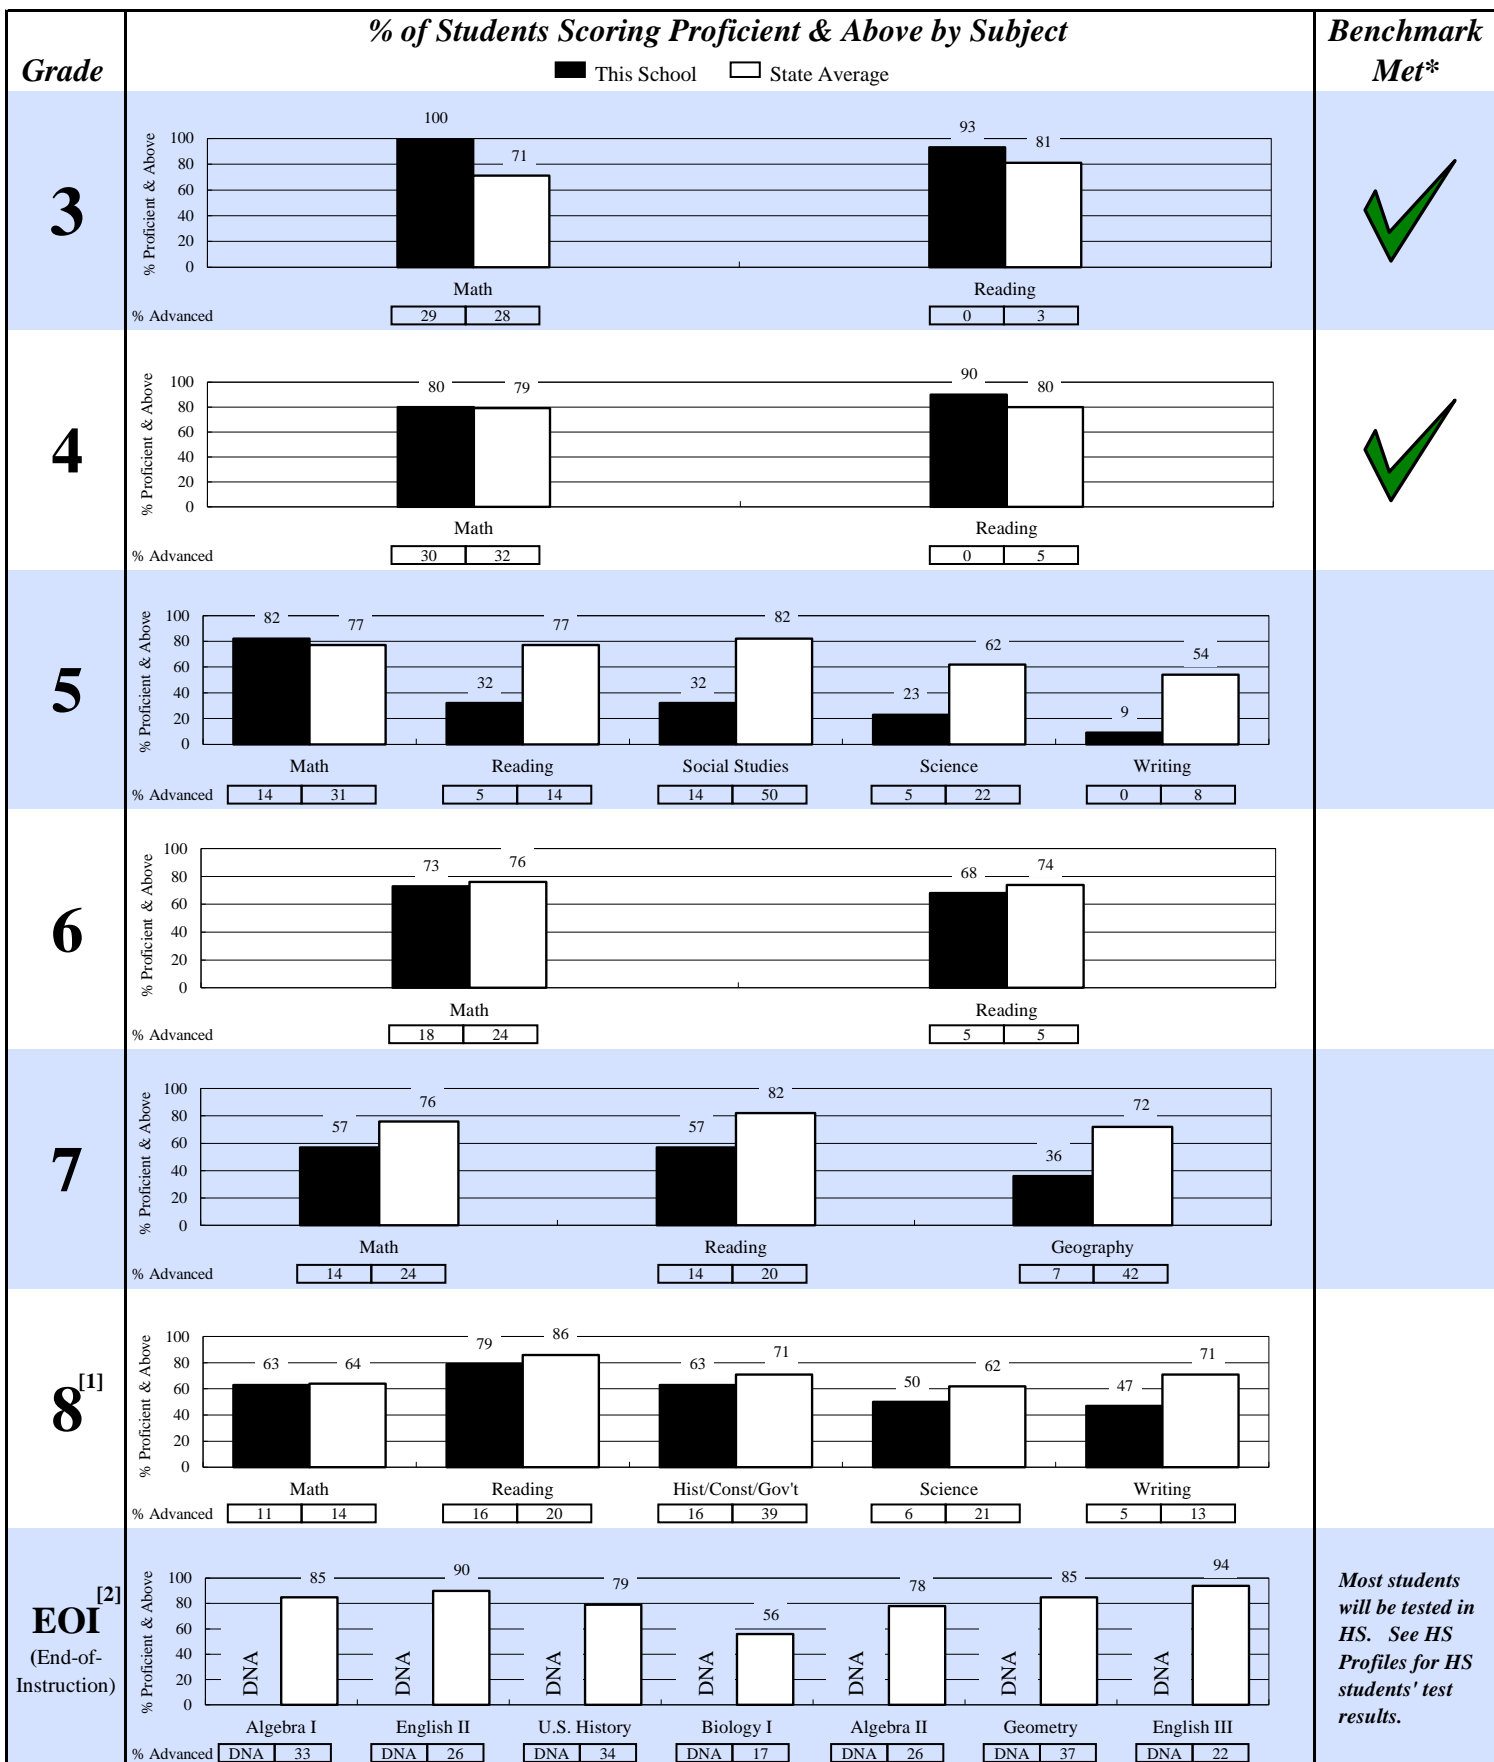 % of Students Scoring Proficient & Above by Subject
Benchmark
Met*
Grade
This School State Average
3
% Proficient & Above
100
80
60
40
20
0
100 71 93 81
Math Reading
% Advanced 29 28 0 3
4
% Proficient & Above
100
80
60
40
20
0
80 79 90 80
Math Reading
% Advanced 30 32 0 5
5
% Proficient & Above
100
80
60
40
20
0
82 77 32 77 32 82 23 62 9 54
Math Reading Social Studies Science Writing
% Advanced 14 31 5 14 14 50 5 22 0 8
6
% Proficient & Above
100
80
60
40
20
0
73 76 68 74
Math Reading
% Advanced 18 24 5 5
7
% Proficient & Above
100
80
60
40
20
0
57 76 57 82 36 72
Math Reading Geography
% Advanced 14 24 14 20 7 42
8[1]
% Proficient & Above
100
80
60
40
20
0
63 64 79 86 63 71 50 62 47 71
Math Reading Hist/Const/Gov't Science Writing
% Advanced 11 14 16 20 16 39 6 21 5 13
EOI[2]
(End-of-
Instruction)
% Proficient & Above
100
80
60
40
20
0
DNA 85 DNA 90 DNA 79 DNA 56 DNA 78 DNA 85 DNA 94
Algebra I English II U.S. History Biology I Algebra II Geometry English III
% Advanced DNA 33 DNA 26 DNA 34 DNA 17 DNA 26 DNA 37 DNA 22
Most students
will be tested in
HS. See HS
Profiles for HS
students' test
results.